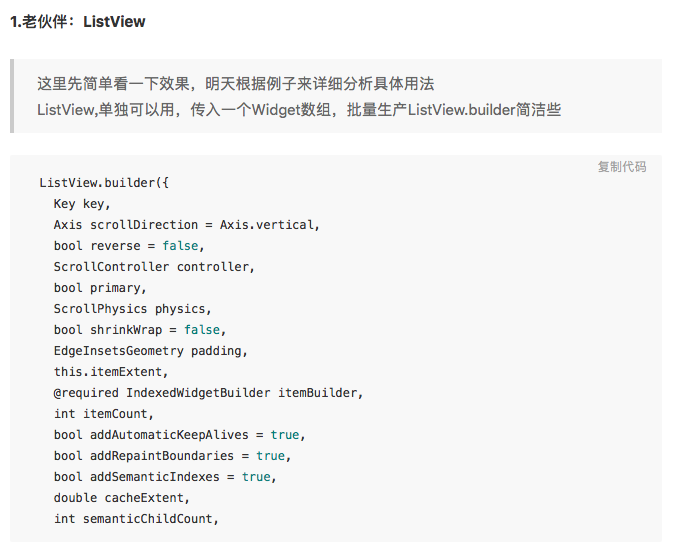 1.老伙伴：ListView
这里先简单看一下效果，明天根据例子来详细分析具体用法
ListView,单独可以用，传入一个Widget数组，批量生产ListView.builder简洁些
复制代码
ListView.builder({
Key key,
Axis scrollDirection = Axis.vertical,
bool reverse = false,
ScrollController controller,
bool primary,
ScrollPhysics physics,
bool shrinkWrap = false,
EdgeInsetsGeometry padding,
this.itemExtent,
@required IndexedWidgetBuilder itemBuilder,
int itemCount,
bool addAutomaticKeepAlives = true,
bool addRepaintBoundaries = true,
bool addSemanticIndexes = true,
double cacheExtent,
int semanticChildCount,